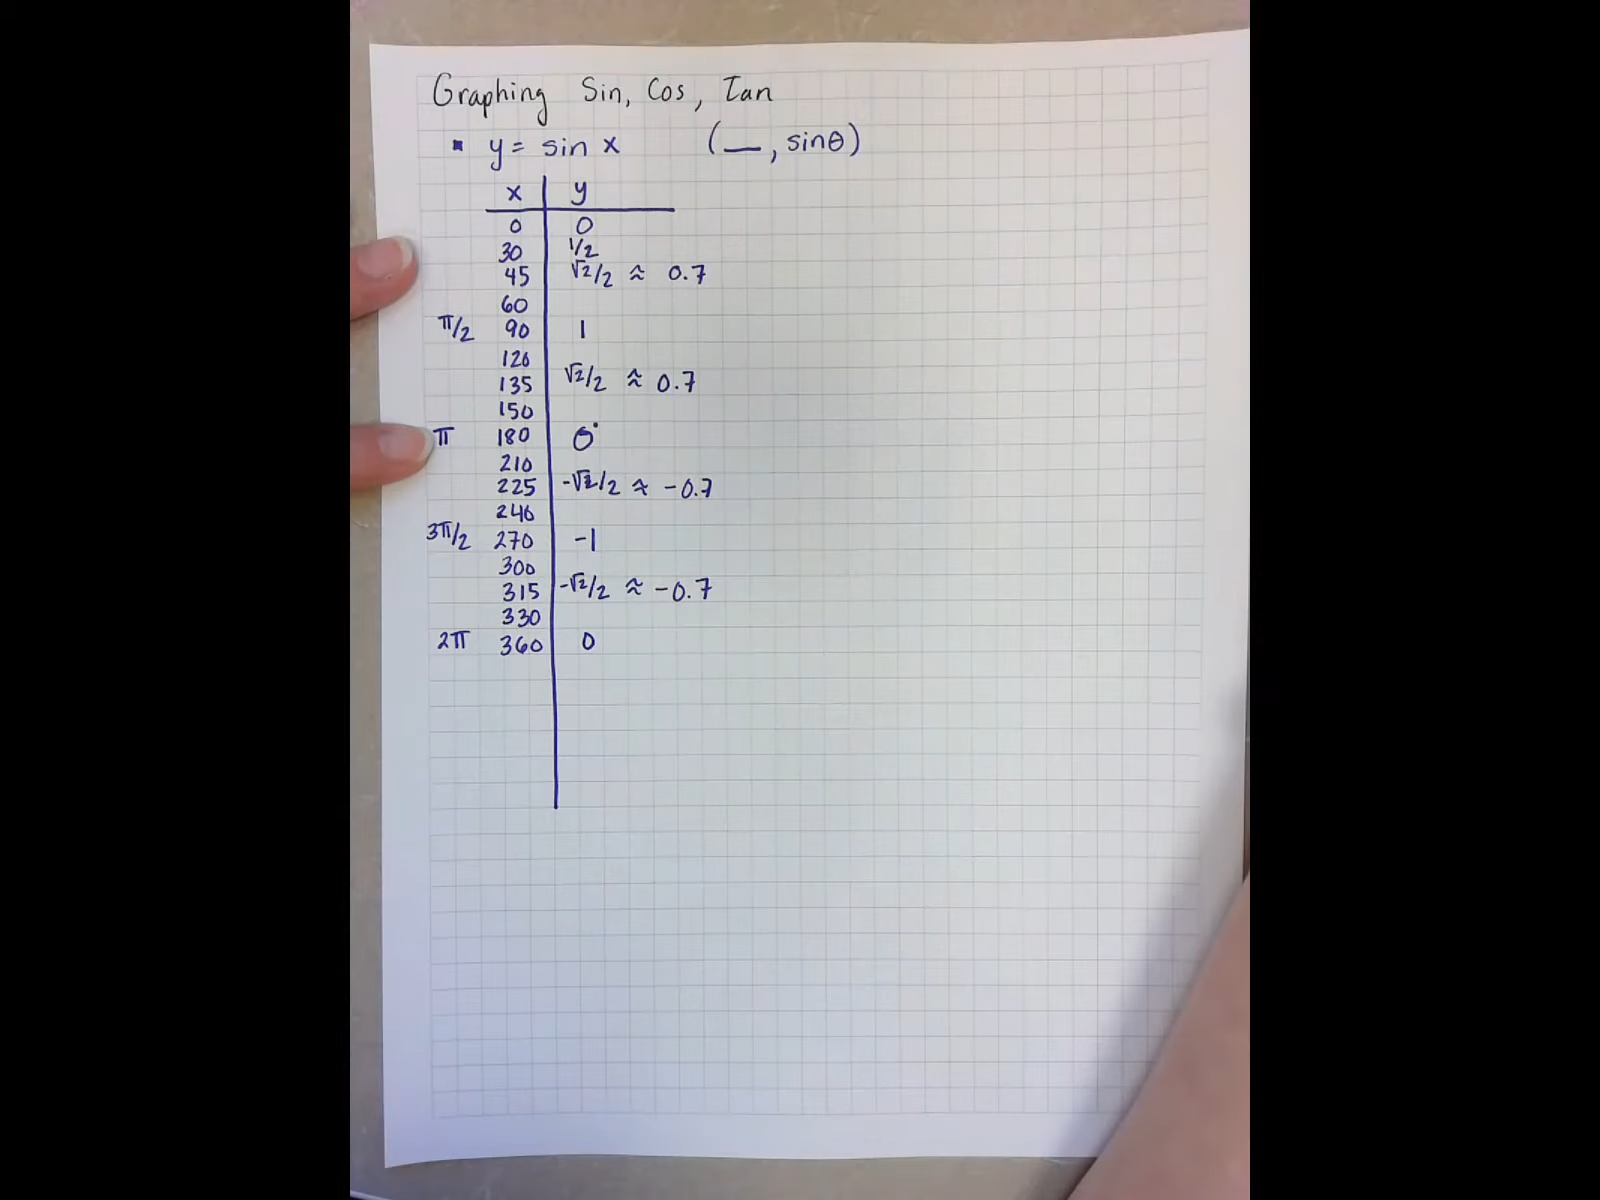 Graphing Sin, Cos, Tan
▪ y = sin x (__, sinθ)
x y
0 0
30 1/2
45 √2/2 ≈ 0.7
60
π/2 90 1
120
135 √2/2 ≈ 0.7
150
π 180 0
210
225 -√2/2 ≈ -0.7
240
3π/2 270 -1
300
315 -√2/2 ≈ -0.7
330
2π 360 0